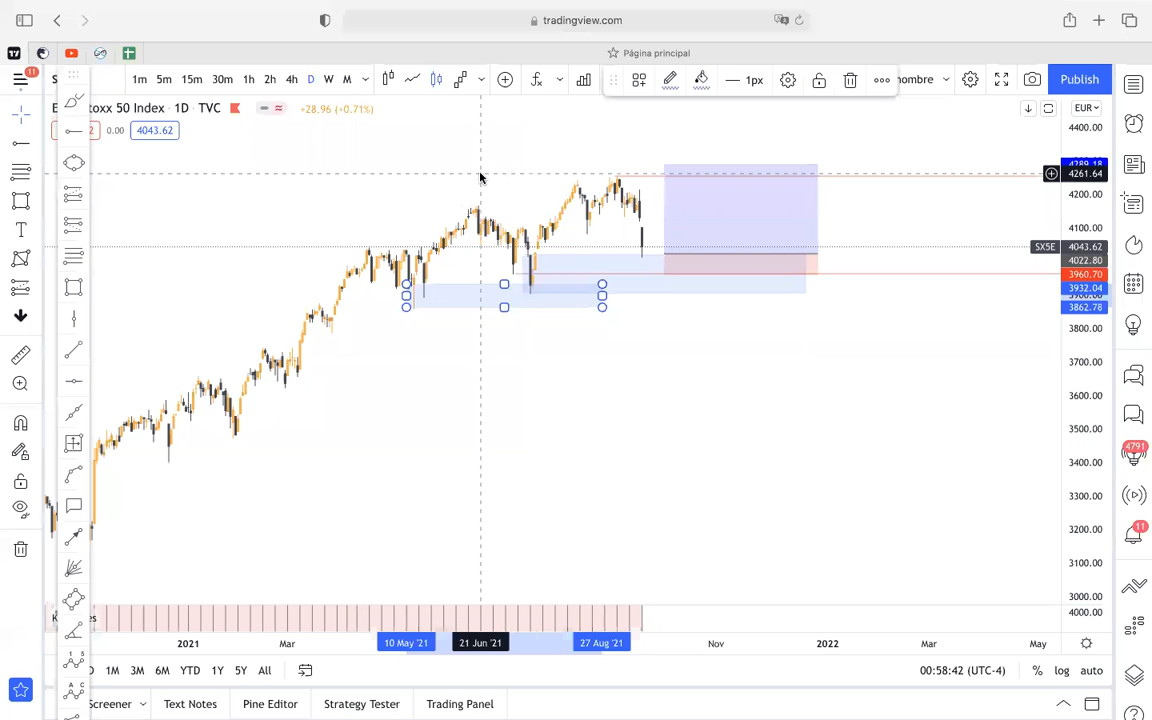 tradingview.com
Página principal
11
1m 5m 15m 30m 1h 2h 4h D W M
1px
nombre
Publish
toxx 50 Index · 1D · TVC
+28.96 (+0.71%)
EUR
2 0.00 4043.62
4400.00
4289.18
4261.64
4200.00
4100.00
SX5E 4043.62
4022.80
3960.70
3932.04
3900.00
3862.78
3800.00
3700.00
3600.00
3500.00
3400.00
3300.00
3200.00
3100.00
3000.00
4000.00
4791
11
2021 Mar 10 May '21 21 Jun '21 27 Aug '21 Nov 2022 Mar May
D 1M 3M 6M YTD 1Y 5Y All
00:58:42 (UTC-4) % log auto
Screener Text Notes Pine Editor Strategy Tester Trading Panel